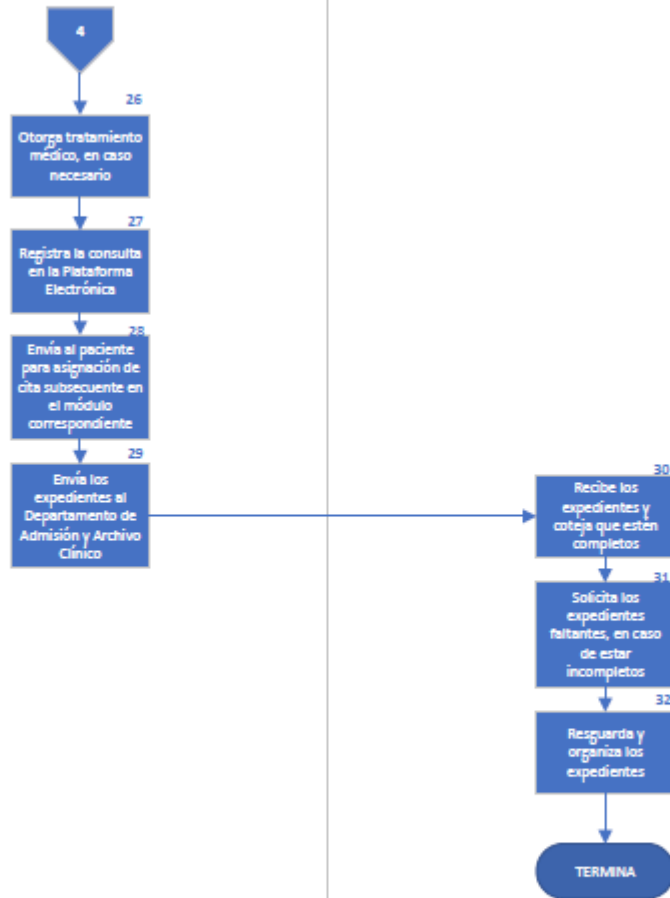 4
26
Otorga tratamiento
médico, en caso
necesario
27
Registra la consulta
en la Plataforma
Electrónica
28
Envía al paciente
para asignación de
cita subsecuente en
el módulo
correspondiente
29
Envía los
expedientes al
Departamento de
Admisión y Archivo
Clínico
30
Recibe los
expedientes y
coteja que estén
completos
31
Solicita los
expedientes
faltantes, en caso
de estar
incompletos
32
Resguarda y
organiza los
expedientes
TERMINA